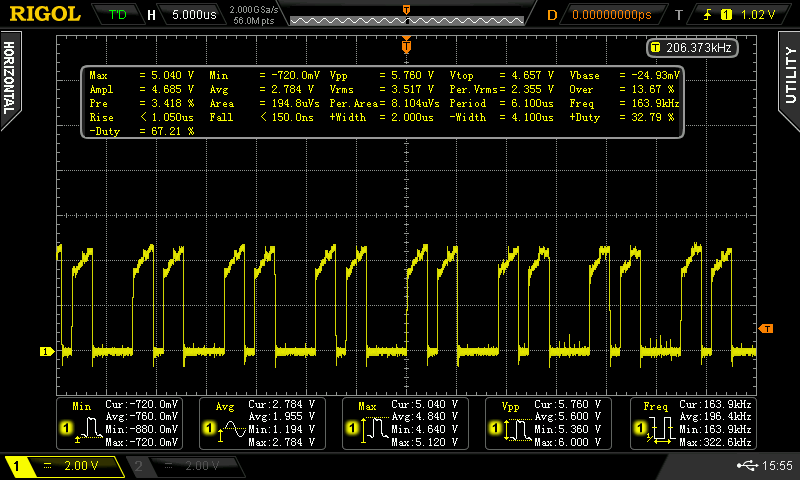 RIGOL T'D H 5.000us 2.000GSa/s 56.0M pts D 0.00000000ps T 1 1.02 V
HORIZONTAL
UTILITY
T 206.373kHz
Max = 5.040 V Min = -720.0mV Vpp = 5.760 V Vtop = 4.657 V Vbase = -24.93mV
Ampl = 4.685 V Avg = 2.784 V Vrms = 3.517 V Per.Vrms= 2.355 V Over = 13.67 %
Pre = 3.418 % Area = 194.8uVs Per.Area= 8.104uVs Period = 6.100us Freq = 163.9kHz
Rise < 1.050us Fall < 150.0ns +Width = 2.000us -Width = 4.100us +Duty = 32.79 %
-Duty = 67.21 %
T
T
1
Min
1
Cur:-720.0mV
Avg:-760.0mV
Min:-880.0mV
Max:-720.0mV
Avg
1
Cur:2.784 V
Avg:1.955 V
Min:1.194 V
Max:2.784 V
Max
1
Cur:5.040 V
Avg:4.840 V
Min:4.640 V
Max:5.120 V
Vpp
1
Cur:5.760 V
Avg:5.600 V
Min:5.360 V
Max:6.000 V
Freq
1
Cur:163.9kHz
Avg:196.4kHz
Min:163.9kHz
Max:322.6kHz
1 2.00 V 2 2.00 V 15:55